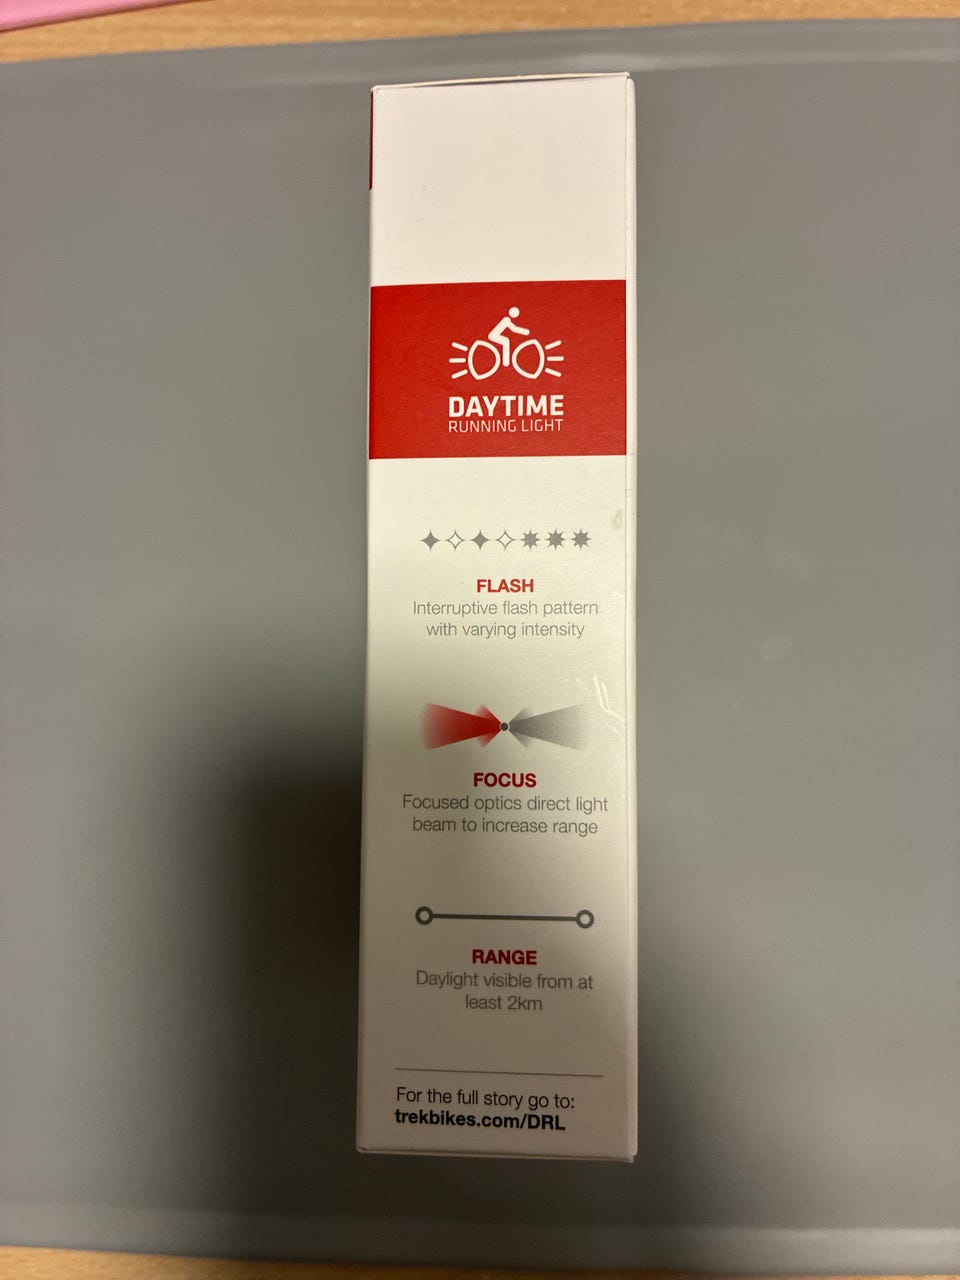 DAYTIME
RUNNING LIGHT
FLASH
Interruptive flash pattern
with varying intensity
FOCUS
Focused optics direct light
beam to increase range
RANGE
Daylight visible from at
least 2km
For the full story go to:
trekbikes.com/DRL